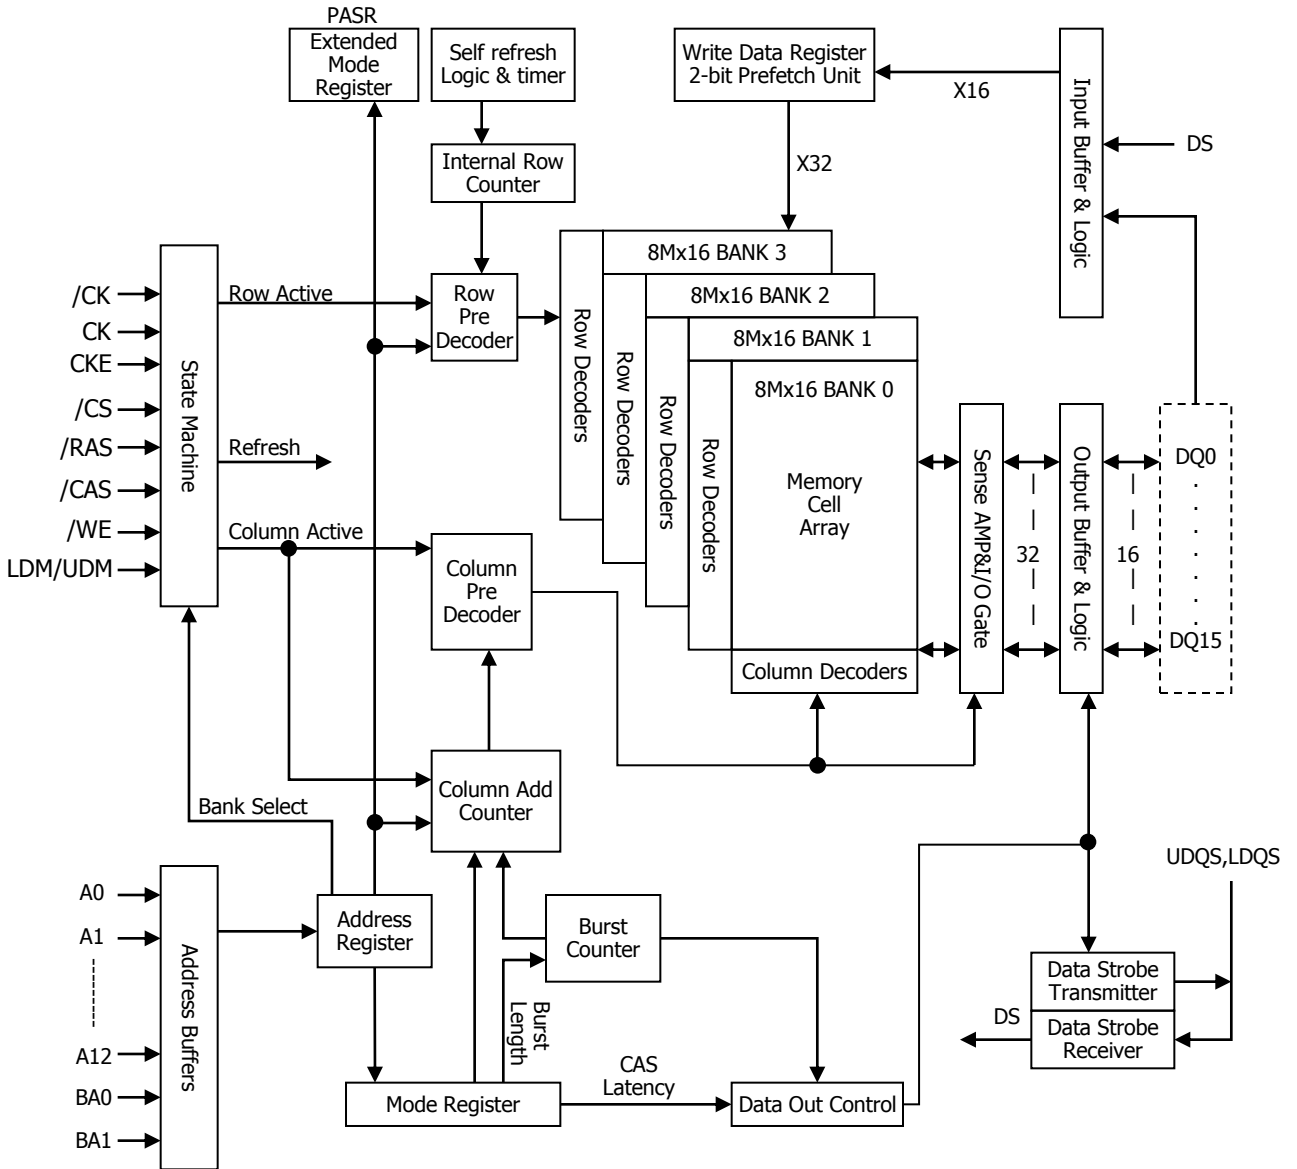 PASR
Extended
Mode
Register
Self refresh
Logic & timer
Write Data Register
2-bit Prefetch Unit
X16
Input Buffer & Logic
DS
Internal Row
Counter
X32
8Mx16 BANK 3
8Mx16 BANK 2
8Mx16 BANK 1
8Mx16 BANK 0
Row Decoders
Row Decoders
Row Decoders
Row Decoders
Memory
Cell
Array
Column Decoders
Row
Pre
Decoder
Row Active
Refresh
Column Active
State Machine
/CK
CK
CKE
/CS
/RAS
/CAS
/WE
LDM/UDM
Column
Pre
Decoder
Sense AMP&I/O Gate
32
Output Buffer & Logic
16
DQ0
DQ15
Bank Select
Column Add
Counter
UDQS,LDQS
A0
A1
A12
BA0
BA1
Address Buffers
Address
Register
Burst
Counter
Burst
Length
Data Strobe
Transmitter
DS
Data Strobe
Receiver
Mode Register
CAS
Latency
Data Out Control